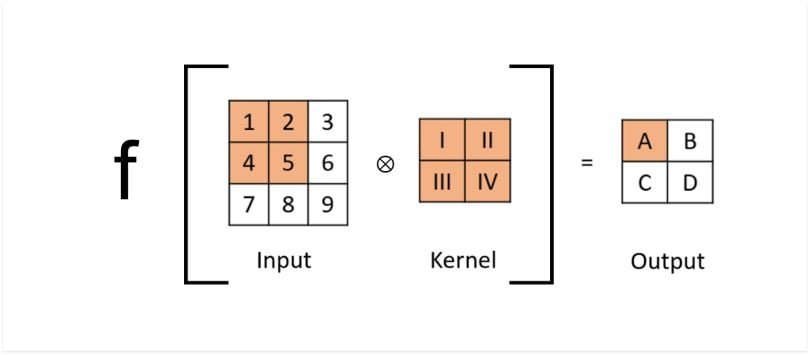 f
1 2 3
4 5 6
7 8 9
⊗
I II
III IV
=
A B
C D
Input
Kernel
Output